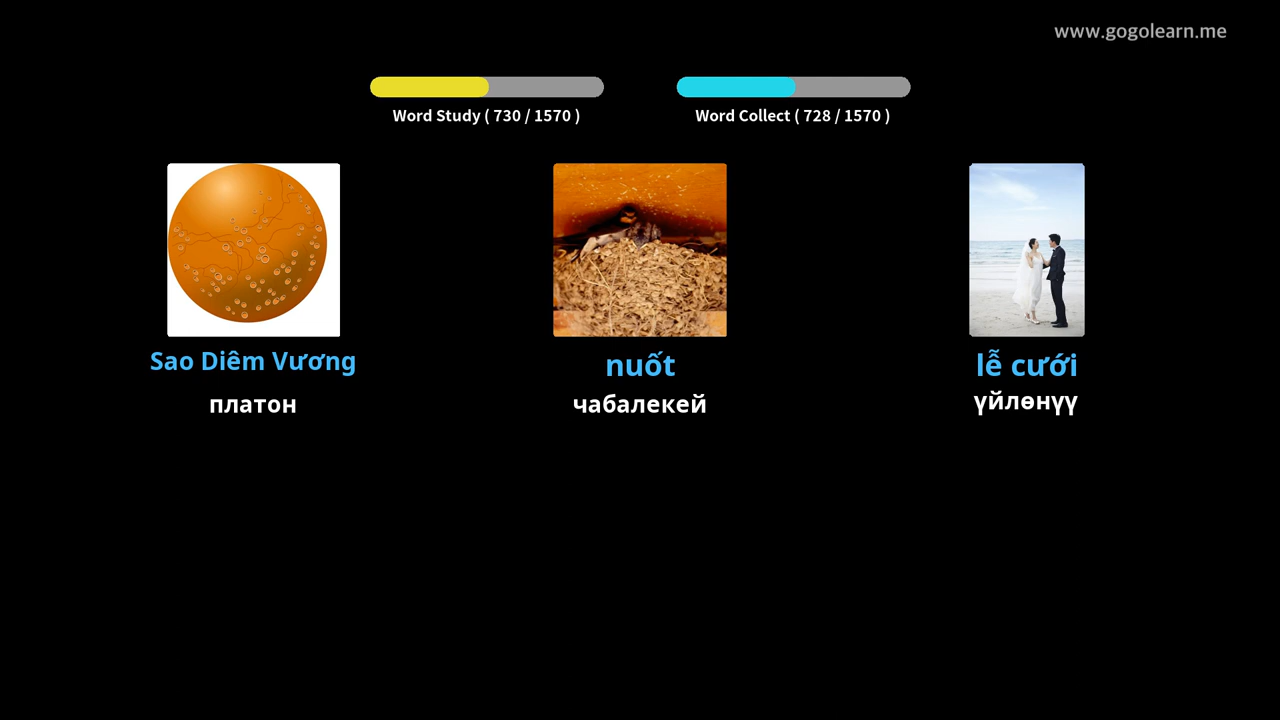 www.gogolearn.me
Word Study ( 730 / 1570 )
Word Collect ( 728 / 1570 )
Sao Diêm Vương
nuốt
lễ cưới
платон
чабалекей
үйлөнүү